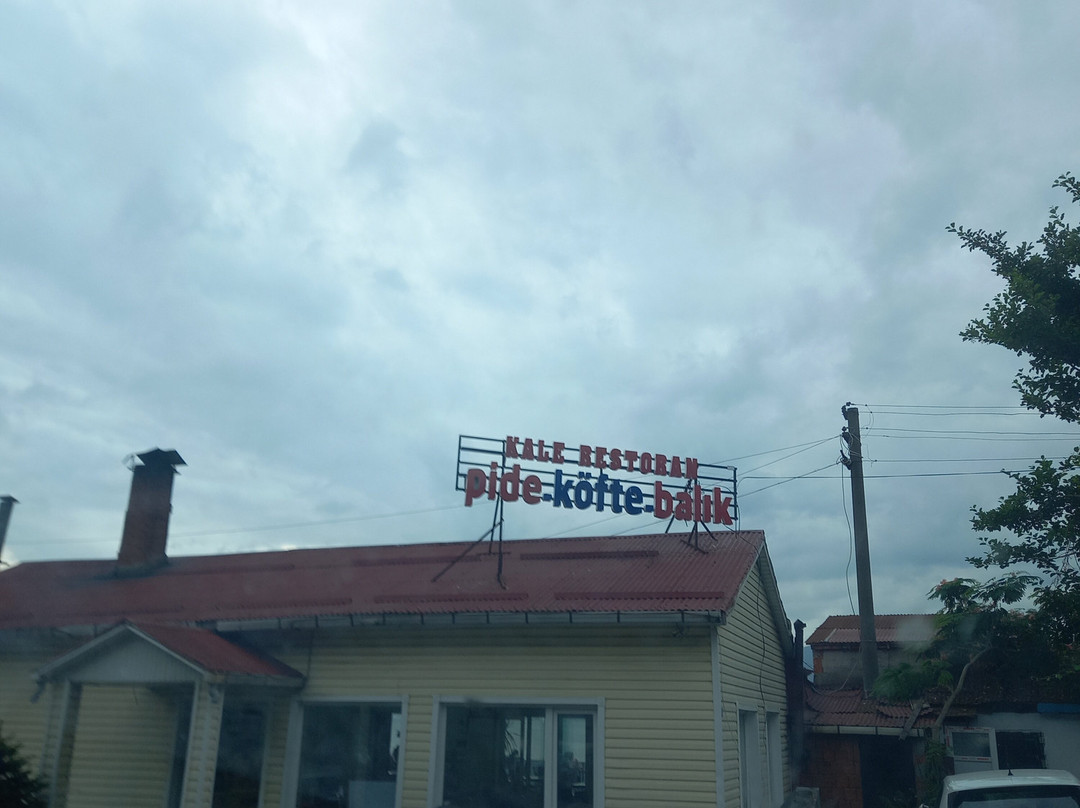 KALE RESTORAN
pide-köfte-balık